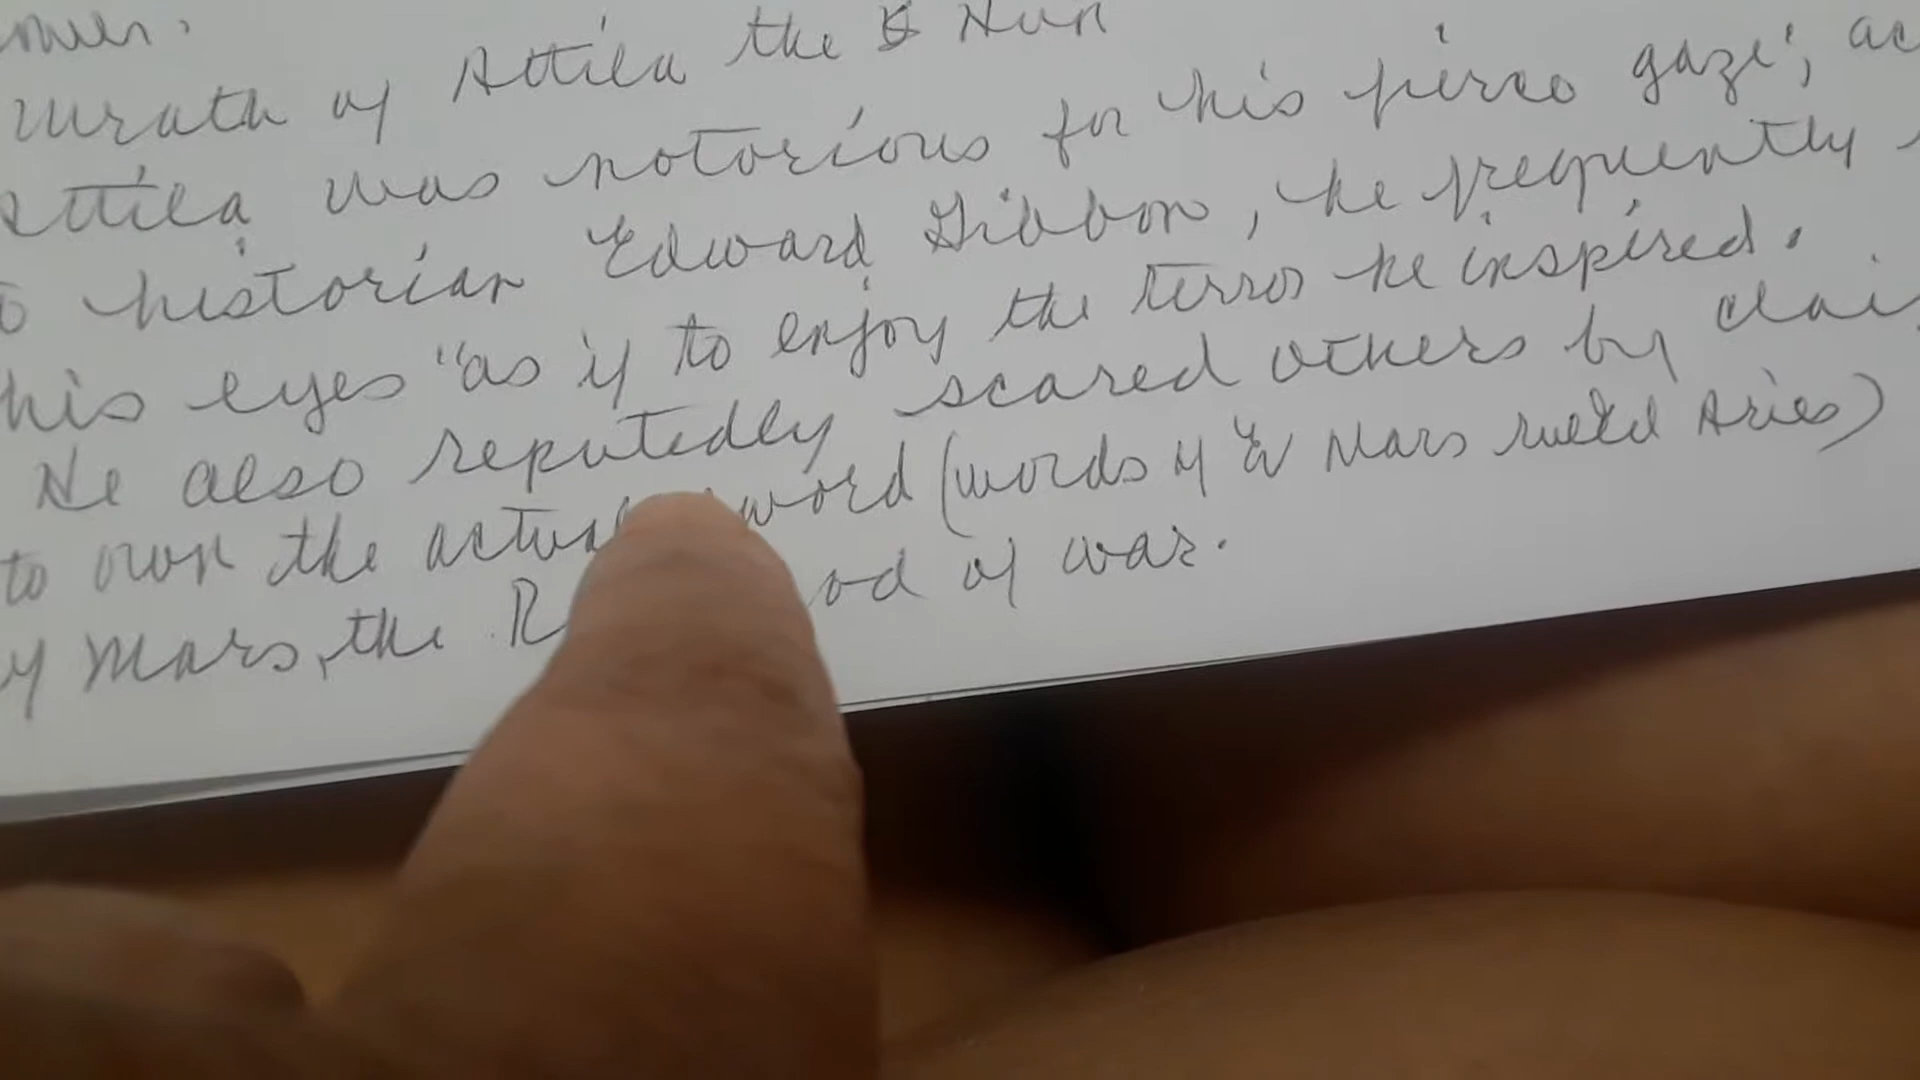 wrath of Attila the Hun
Attila was notorious for his fierce gaze; ac
o historian Edward Gibbon, he frequently
his eyes "as if to enjoy the terror he inspired.
He also reputedly scared others by clai
to own the actua word (words of Mars ruled Aries)
of Mars, the R od of war.